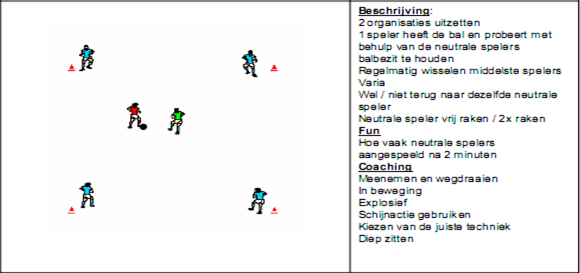 Beschrijving:
2 organisaties uitzetten
1 speler heeft de bal en probeert met
behulp van de neutrale spelers
balbezit te houden
Regelmatig wisselen middelste spelers
Varia
Wel / niet terug naar dezelfde neutrale
speler
Neutrale speler vrij raken / 2x raken
Fun
Hoe vaak neutrale spelers
aangespeeld na 2 minuten
Coaching
Meenemen en wegdraaien
In beweging
Explosief
Schijnactie gebruiken
Kiezen van de juiste techniek
Diep zitten